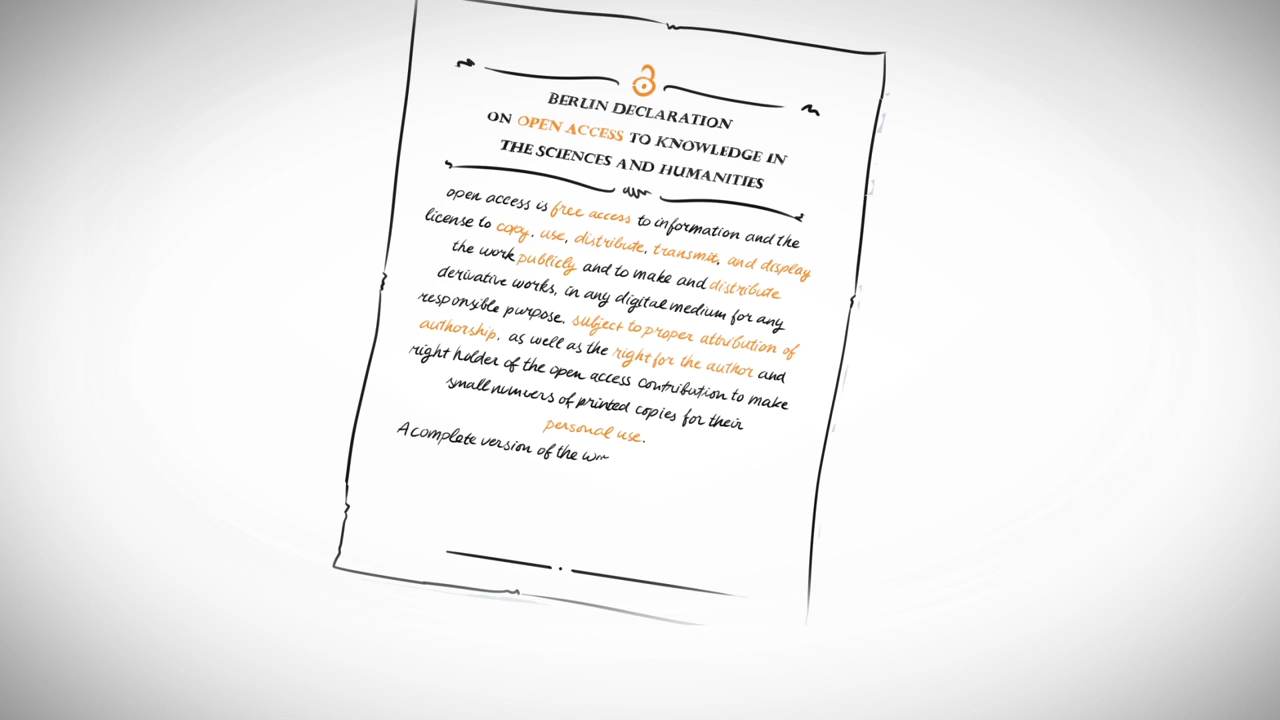 BERLIN DECLARATION
ON OPEN ACCESS TO KNOWLEDGE IN
THE SCIENCES AND HUMANITIES
open access is free access to information and the
license to copy, use, distribute, transmit, and display
the work publicly and to make and distribute
derivative works, in any digital medium for any
responsible purpose, subject to proper attribution of
authorship, as well as the right for the author and
right holder of the open access contribution to make
small numvers of printed copies for their
personal use.
A complete version of the